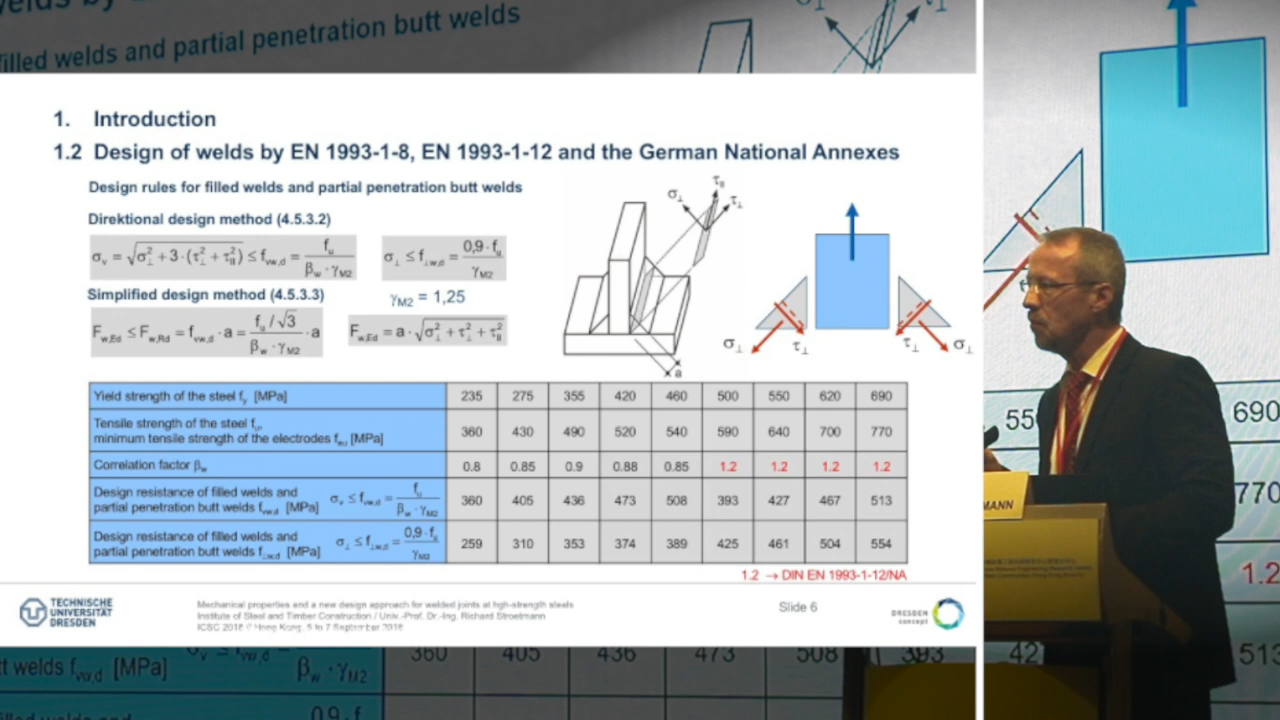 velds by
filled welds and partial penetration butt welds
1. Introduction
1.2 Design of welds by EN 1993-1-8, EN 1993-1-12 and the German National Annexes
Design rules for filled welds and partial penetration butt welds
Direktional design method (4.5.3.2)
σv = √(σ⊥² + 3·(τ⊥² + τ||²)) ≤ fvw,d = fu / (βw · γM2)
σ⊥ ≤ f⊥w,d = 0,9·fu / γM2
Simplified design method (4.5.3.3)
γM2 = 1,25
Fw,Ed ≤ Fw,Rd = fvw,d · a = (fu/√3) / (βw · γM2) · a
Fw,Ed = a · √(σ⊥² + τ⊥² + τ||²)
σ⊥ τ|| τ⊥
a
σ⊥ τ⊥ τ⊥ σ⊥
Yield strength of the steel fy [MPa] 235 275 355 420 460 500 550 620 690
Tensile strength of the steel fu,
minimum tensile strength of the electrodes feu [MPa] 360 430 490 520 540 590 640 700 770
Correlation factor βw 0.8 0.85 0.9 0.88 0.85 1.2 1.2 1.2 1.2
Design resistance of filled welds and
partial penetration butt welds fvw,d [MPa] σv ≤ fvw,d = fu / (βw · γM2) 360 405 436 473 508 393 427 467 513
Design resistance of filled welds and
partial penetration butt welds f⊥w,d [MPa] σ⊥ ≤ f⊥w,d = 0,9·fu / γM2 259 310 353 374 389 425 461 504 554
1.2 → DIN EN 1993-1-12/NA
TECHNISCHE
UNIVERSITÄT
DRESDEN
Mechanical properties and a new design approach for welded joints at high-strength steels
Institute of Steel and Timber Construction / Univ.-Prof. Dr.-Ing. Richard Stroetmann
ICSC 2018 // Hong Kong, 5 to 7 September 2018
Slide 6
DRESDEN
concept
55
690
770
1.2
513
MANN
tt welds fvw,d [MPa] βw · γM2 360 405 436 473 508 393 42
0.9·f